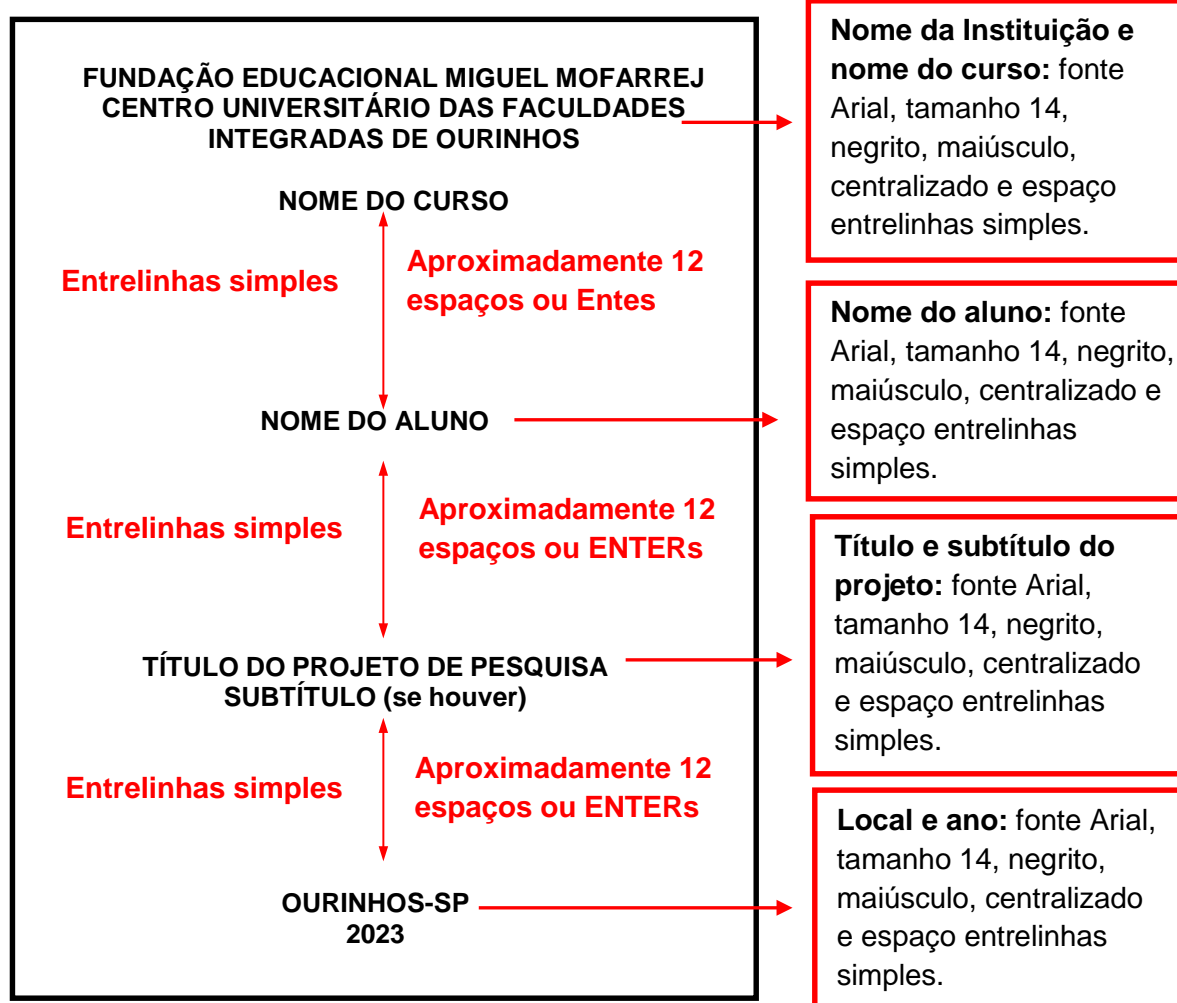 FUNDAÇÃO EDUCACIONAL MIGUEL MOFARREJ
CENTRO UNIVERSITÁRIO DAS FACULDADES
INTEGRADAS DE OURINHOS
NOME DO CURSO
Entrelinhas simples
Aproximadamente 12
espaços ou Entes
NOME DO ALUNO
Entrelinhas simples
Aproximadamente 12
espaços ou ENTERs
TÍTULO DO PROJETO DE PESQUISA
SUBTÍTULO (se houver)
Entrelinhas simples
Aproximadamente 12
espaços ou ENTERs
OURINHOS-SP
2023
Nome da Instituição e
nome do curso: fonte
Arial, tamanho 14,
negrito, maiúsculo,
centralizado e espaço
entrelinhas simples.
Nome do aluno: fonte
Arial, tamanho 14, negrito,
maiúsculo, centralizado e
espaço entrelinhas
simples.
Título e subtítulo do
projeto: fonte Arial,
tamanho 14, negrito,
maiúsculo, centralizado
e espaço entrelinhas
simples.
Local e ano: fonte Arial,
tamanho 14, negrito,
maiúsculo, centralizado
e espaço entrelinhas
simples.